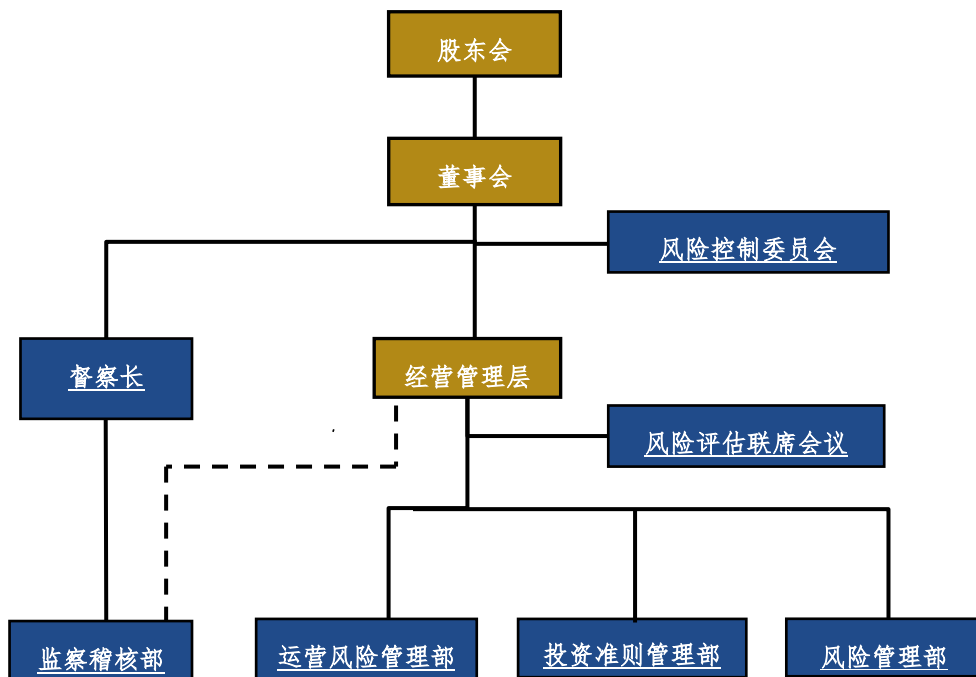 股东会
董事会
风险控制委员会
督察长
经营管理层
风险评估联席会议
监察稽核部
运营风险管理部
投资准则管理部
风险管理部